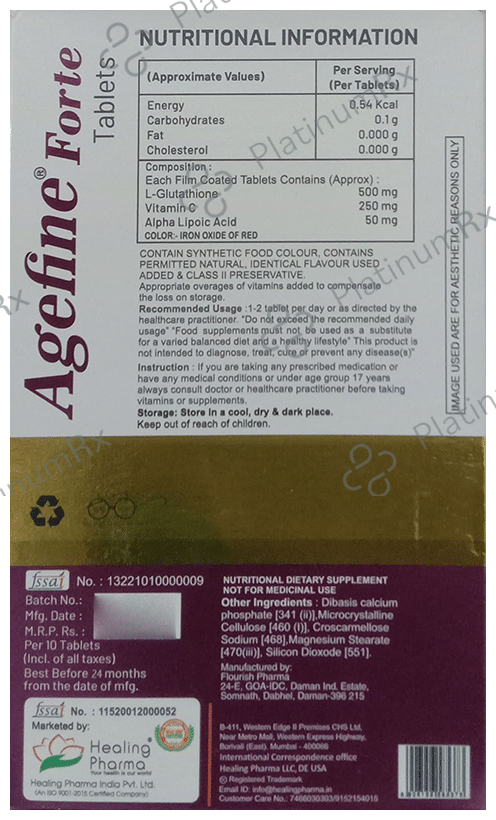 Agefine® Forte
Tablets
NUTRITIONAL INFORMATION
(Approximate Values)
Per Serving
(Per Tablets)
Energy 0.54 Kcal
Carbohydrates 0.1 g
Fat 0.000 g
Cholesterol 0.000 g
Composition :
Each Film Coated Tablets Contains (Approx) :
L-Glutathione 500 mg
Vitamin C 250 mg
Alpha Lipoic Acid 50 mg
COLOR:- IRON OXIDE OF RED
CONTAIN SYNTHETIC FOOD COLOUR, CONTAINS
PERMITTED NATURAL, IDENTICAL FLAVOUR USED
ADDED & CLASS II PRESERVATIVE.
Appropriate overages of vitamins added to compensate
the loss on storage.
Recommended Usage :1-2 tablet per day or as directed by the
healthcare practitioner. "Do not exceed the recommended daily
usage" "Food supplements must not be used as a substitute
for a varied balanced diet and a healthy lifestyle" This product is
not intended to diagnose, treat, cure or prevent any disease(s)"
Instruction : If you are taking any prescribed medication or
have any medical conditions or under age group 17 years
always consult doctor or healthcare practitioner before taking
vitamins or supplements.
Storage: Store in a cool, dry & dark place.
Keep out of reach of children.
IMAGE USED ARE FOR AESTHETIC REASONS ONLY
fssai No. : 13221010000009
Batch No.:
Mfg. Date :
M.R.P. Rs. :
Per 10 Tablets
(Incl. of all taxes)
Best Before 24 months
from the date of mfg.
fssai No. : 11520012000052
Marketed by:
Healing
Pharma
Your health is our world
Healing Pharma India Pvt. Ltd.
(An ISO 9001-2015 Certified Company)
NUTRITIONAL DIETARY SUPPLEMENT
NOT FOR MEDICINAL USE
Other Ingredients : Dibasis calcium
phosphate [341 (ii)],Microcrystalline
Cellulose [460 (I)], Croscarmellose
Sodium [468],Magnesium Stearate
[470(iii)], Silicon Dioxode [551].
Manufactured by:
Flourish Pharma
24-E, GOA-IDC, Daman Ind. Estate,
Somnath, Dabhel, Daman-396 215
B-411, Western Edge II Premises CHS Ltd,
Near Metro Mall, Western Express Highway,
Borivali (East). Mumbai - 400066
International Correspondence office
Healing Pharma LLC, DE USA
® Registered Trademark
Email ID: info@healingpharma.in
Customer Care No.: 7466030303/9152154015
PlatinumRx
PlatinumRx
PlatinumRx